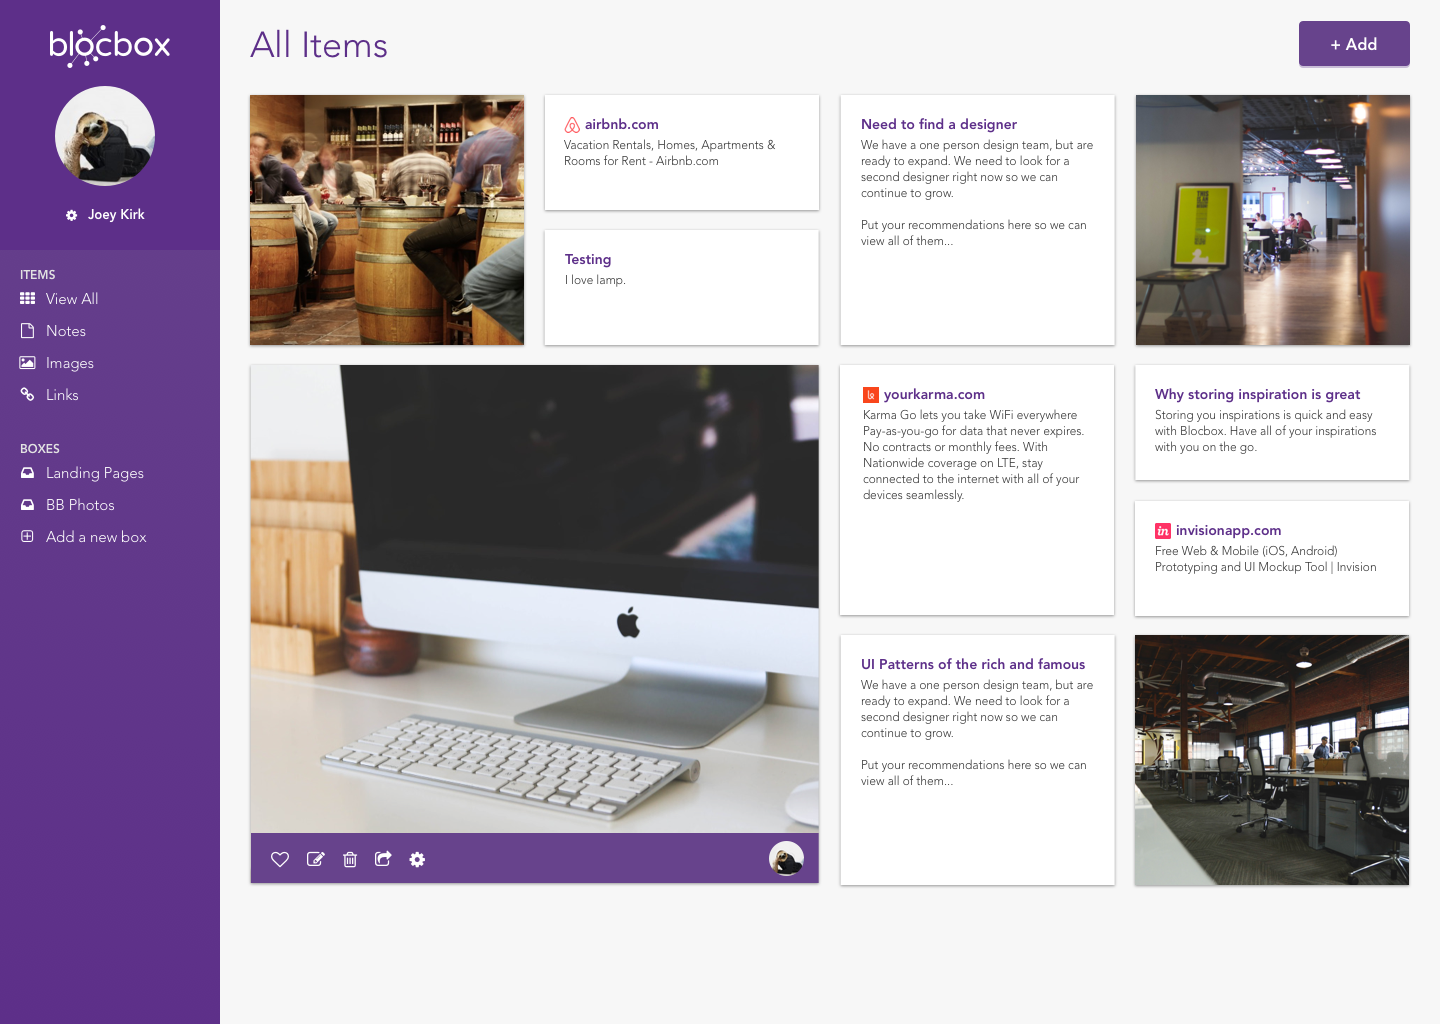 blocbox
Joey Kirk
ITEMS
View All
Notes
Images
Links
BOXES
Landing Pages
BB Photos
Add a new box
All Items
+ Add
airbnb.com
Vacation Rentals, Homes, Apartments &
Rooms for Rent - Airbnb.com
Testing
I love lamp.
Need to find a designer
We have a one person design team, but are
ready to expand. We need to look for a
second designer right now so we can
continue to grow.
Put your recommendations here so we can
view all of them...
yourkarma.com
Karma Go lets you take WiFi everywhere
Pay-as-you-go for data that never expires.
No contracts or monthly fees. With
Nationwide coverage on LTE, stay
connected to the internet with all of your
devices seamlessly.
Why storing inspiration is great
Storing you inspirations is quick and easy
with Blocbox. Have all of your inspirations
with you on the go.
in invisionapp.com
Free Web & Mobile (iOS, Android)
Prototyping and UI Mockup Tool | Invision
UI Patterns of the rich and famous
We have a one person design team, but are
ready to expand. We need to look for a
second designer right now so we can
continue to grow.
Put your recommendations here so we can
view all of them...